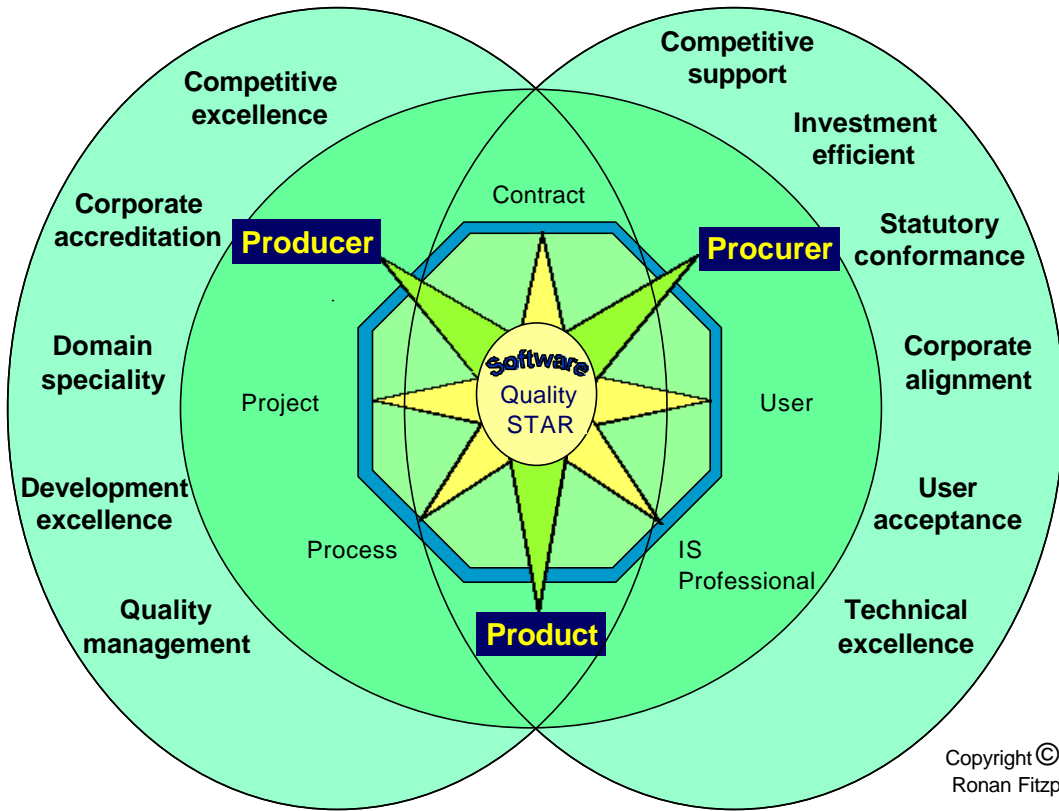 Competitive
excellence
Corporate
accreditation
Domain
speciality
Development
excellence
Quality
management
Competitive
support
Investment
efficient
Statutory
conformance
Corporate
alignment
User
acceptance
Technical
excellence
Producer
Contract
Procurer
Project
Software
Quality
STAR
User
Process
IS
Professional
Product
Copyright ©
Ronan Fitzp